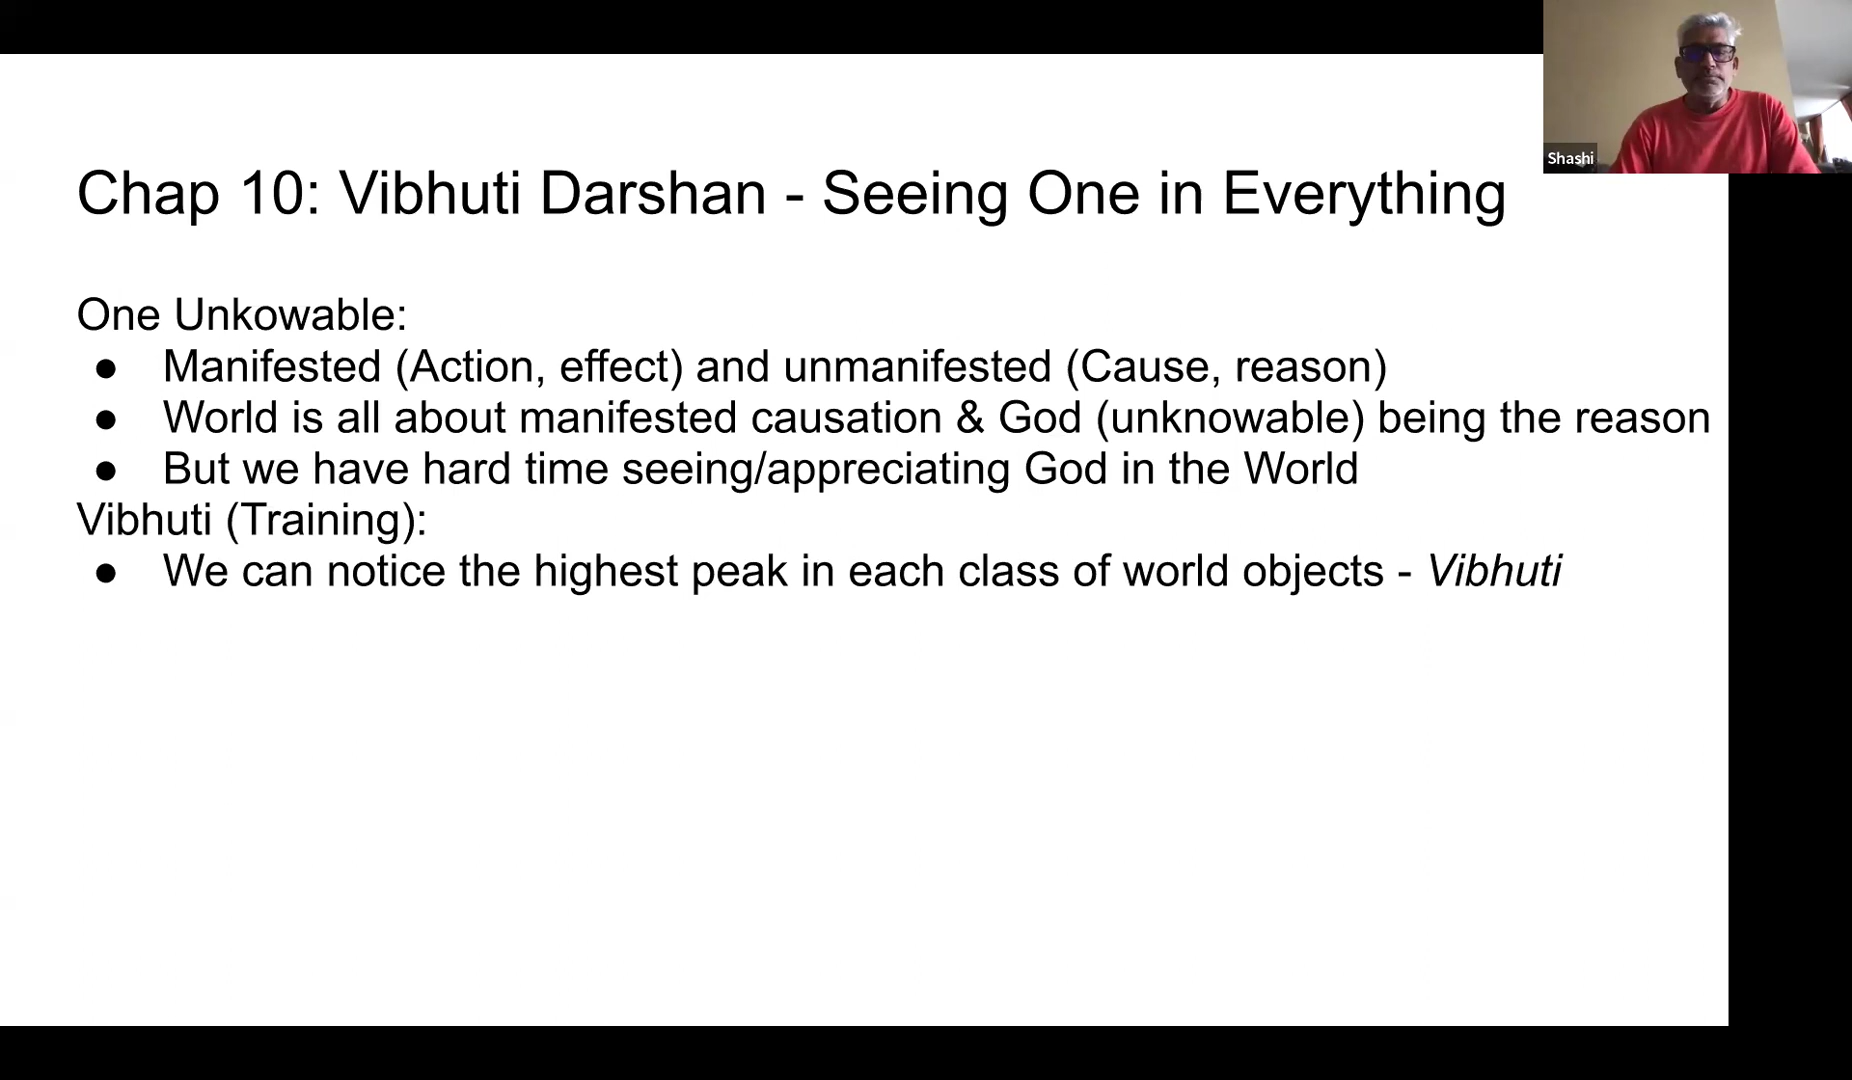 Shashi
Chap 10: Vibhuti Darshan - Seeing One in Everything
One Unkowable:
● Manifested (Action, effect) and unmanifested (Cause, reason)
● World is all about manifested causation & God (unknowable) being the reason
● But we have hard time seeing/appreciating God in the World
Vibhuti (Training):
● We can notice the highest peak in each class of world objects - Vibhuti